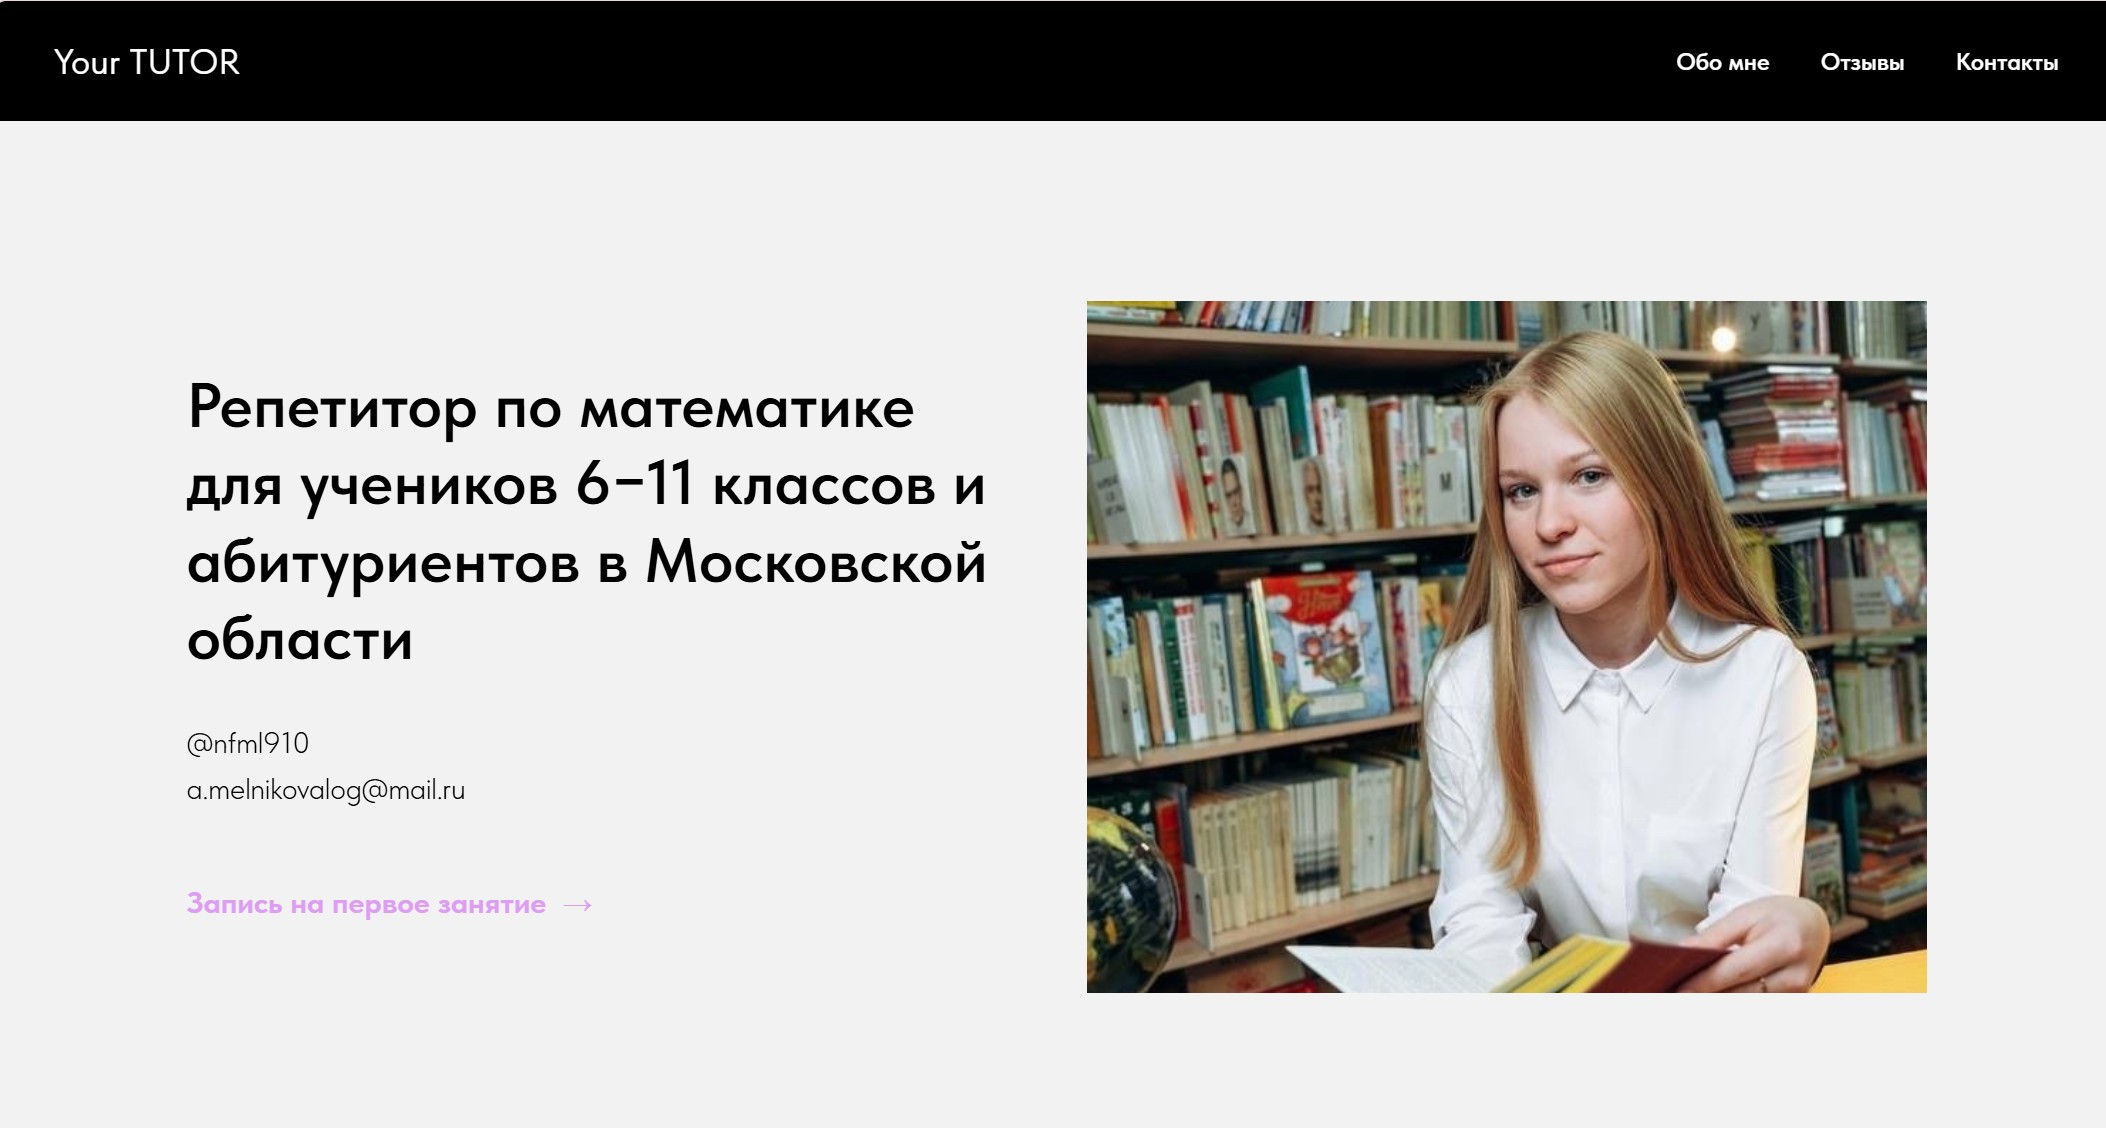 Your TUTOR
Обо мне Отзывы Контакты
Репетитор по математике
для учеников 6–11 классов и
абитуриентов в Московской
области
@nfml910
a.melnikovalog@mail.ru
Запись на первое занятие →